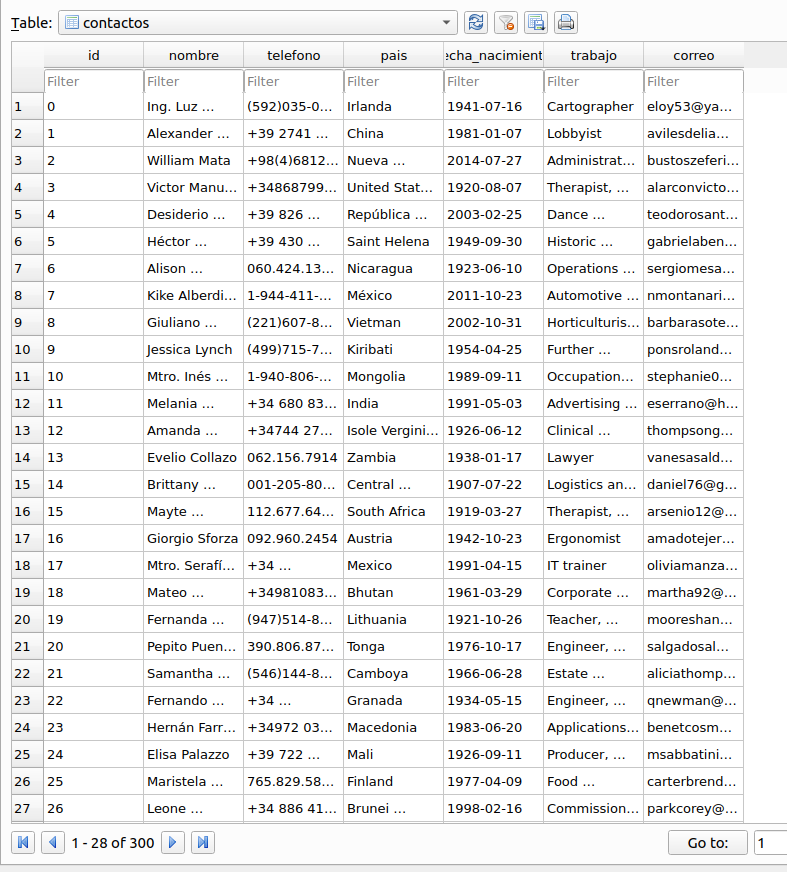 Table: contactos
id nombre telefono pais echa_nacimient trabajo correo
Filter Filter Filter Filter Filter Filter Filter
1 0 Ing. Luz ... (592)035-0... Irlanda 1941-07-16 Cartographer eloy53@ya...
2 1 Alexander ... +39 2741 ... China 1981-01-07 Lobbyist avilesdelia...
3 2 William Mata +98(4)6812... Nueva ... 2014-07-27 Administrat... bustoszeferi...
4 3 Victor Manu... +34868799... United Stat... 1920-08-07 Therapist, ... alarconvicto...
5 4 Desiderio ... +39 826 ... República ... 2003-02-25 Dance ... teodorosant...
6 5 Héctor ... +39 430 ... Saint Helena 1949-09-30 Historic ... gabrielaben...
7 6 Alison ... 060.424.13... Nicaragua 1923-06-10 Operations ... sergiomesa...
8 7 Kike Alberdi... 1-944-411-... México 2011-10-23 Automotive ... nmontanari...
9 8 Giuliano ... (221)607-8... Vietman 2002-10-31 Horticulturis... barbarasote...
10 9 Jessica Lynch (499)715-7... Kiribati 1954-04-25 Further ... ponsroland...
11 10 Mtro. Inés ... 1-940-806-... Mongolia 1989-09-11 Occupation... stephanie0...
12 11 Melania ... +34 680 83... India 1991-05-03 Advertising ... eserrano@h...
13 12 Amanda ... +34744 27... Isole Vergini... 1926-06-12 Clinical ... thompsong...
14 13 Evelio Collazo 062.156.7914 Zambia 1938-01-17 Lawyer vanesasald...
15 14 Brittany ... 001-205-80... Central ... 1907-07-22 Logistics an... daniel76@g...
16 15 Mayte ... 112.677.64... South Africa 1919-03-27 Therapist, ... arsenio12@...
17 16 Giorgio Sforza 092.960.2454 Austria 1942-10-23 Ergonomist amadotejer...
18 17 Mtro. Serafí... +34 ... Mexico 1991-04-15 IT trainer oliviamanza...
19 18 Mateo ... +34981083... Bhutan 1961-03-29 Corporate ... martha92@...
20 19 Fernanda ... (947)514-8... Lithuania 1921-10-26 Teacher, ... mooreshan...
21 20 Pepito Puen... 390.806.87... Tonga 1976-10-17 Engineer, ... salgadosal...
22 21 Samantha ... (546)144-8... Camboya 1966-06-28 Estate ... aliciathomp...
23 22 Fernando ... +34 ... Granada 1934-05-15 Engineer, ... qnewman@...
24 23 Hernán Farr... +34972 03... Macedonia 1983-06-20 Applications... benetcosm...
25 24 Elisa Palazzo +39 722 ... Mali 1926-09-11 Producer, ... msabbatini...
26 25 Maristela ... 765.829.58... Finland 1977-04-09 Food ... carterbrend...
27 26 Leone ... +34 886 41... Brunei ... 1998-02-16 Commission... parkcorey@...
1 - 28 of 300 Go to: 1